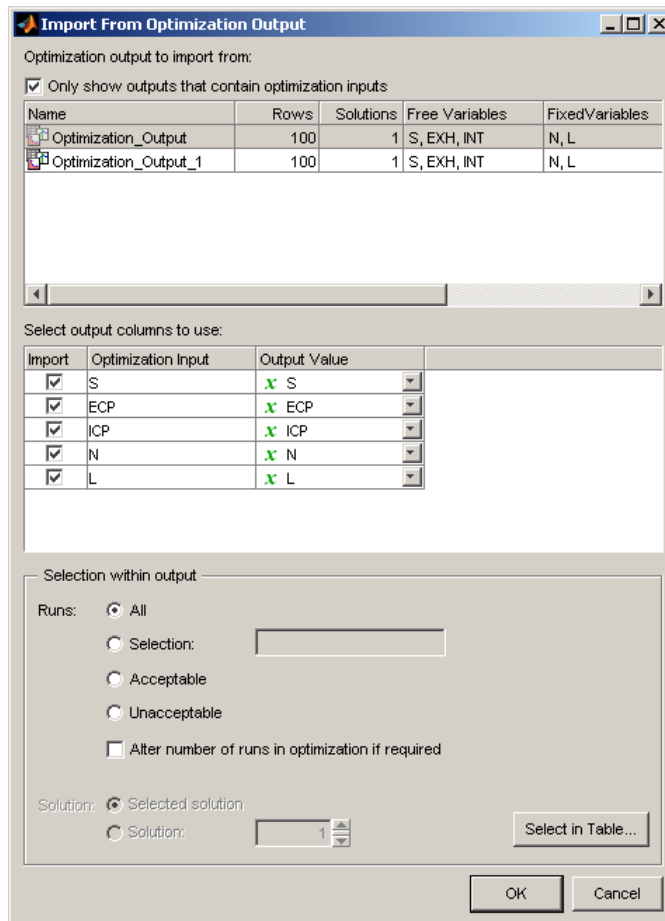 Import From Optimization Output
Optimization output to import from:
Only show outputs that contain optimization inputs
Name Rows Solutions Free Variables FixedVariables
Optimization_Output 100 1 S, EXH, INT N, L
Optimization_Output_1 100 1 S, EXH, INT N, L
Select output columns to use:
Import Optimization Input Output Value
S x S
ECP x ECP
ICP x ICP
N x N
L x L
Selection within output
Runs: All
Selection:
Acceptable
Unacceptable
Alter number of runs in optimization if required
Solution: Selected solution
Solution: 1
Select in Table...
OK Cancel